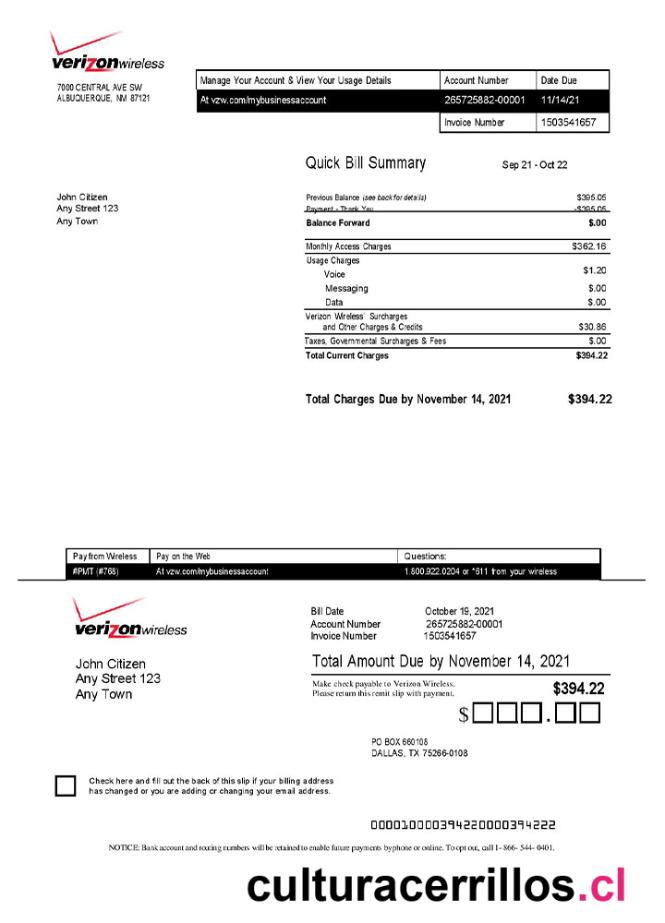 verizonwireless
7000 CENTRAL AVE SW
ALBUQUERQUE, NM 87121
Manage Your Account & View Your Usage Details Account Number Date Due
At vzw.com/mybusinessaccount 265725882-00001 11/14/21
Invoice Number 1503541657
Quick Bill Summary Sep 21 - Oct 22
John Citizen
Any Street 123
Any Town
Previous Balance (see back for details) $395.05
Payment - Thank You -$395.05
Balance Forward $.00
Monthly Access Charges $362.16
Usage Charges
Voice $1.20
Messaging $.00
Data $.00
Verizon Wireless' Surcharges
and Other Charges & Credits $30.86
Taxes, Governmental Surcharges & Fees $.00
Total Current Charges $394.22
Total Charges Due by November 14, 2021 $394.22
Pay from Wireless Pay on the Web Questions:
#PMT (#768) At vzw.com/mybusinessaccount 1.800.922.0204 or *611 from your wireless
verizonwireless
Bill Date October 19, 2021
Account Number 265725882-00001
Invoice Number 1503541657
John Citizen
Any Street 123
Any Town
Total Amount Due by November 14, 2021
Make check payable to Verizon Wireless.
Please return this remit slip with payment.
$394.22
$ .
PO BOX 660108
DALLAS, TX 75266-0108
Check here and fill out the back of this slip if your billing address
has changed or you are adding or changing your email address.
000010000394220000394222
NOTICE: Bank account and routing numbers will be retained to enable future payments by phone or online. To opt out, call 1- 866- 544- 0401.
culturacerrillos.cl